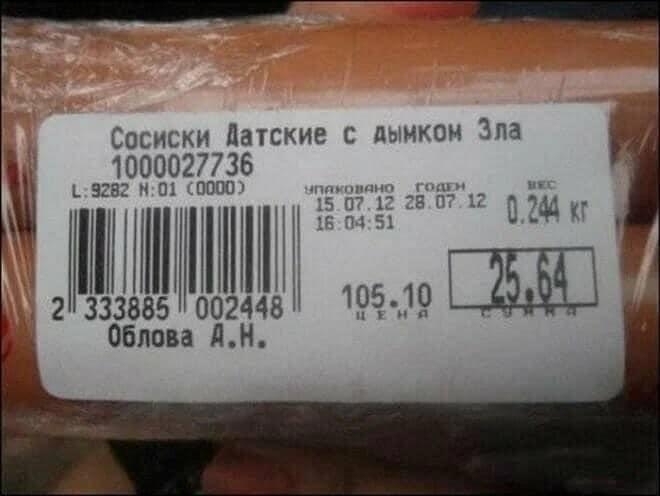 Сосиски Датские с дымком Зла
1000027736
L:9282 N:01 (0000)
УПАКОВАНО ГОДЕН ВЕС
15.07.12 28.07.12 0.244 кг
16:04:51
105.10 25.64
ЦЕНА СУММА
2 333885 002448
Облова А.Н.